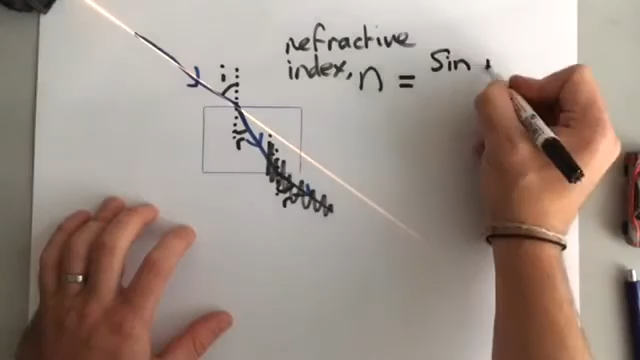 refractive
index, n = sin
i
r
r